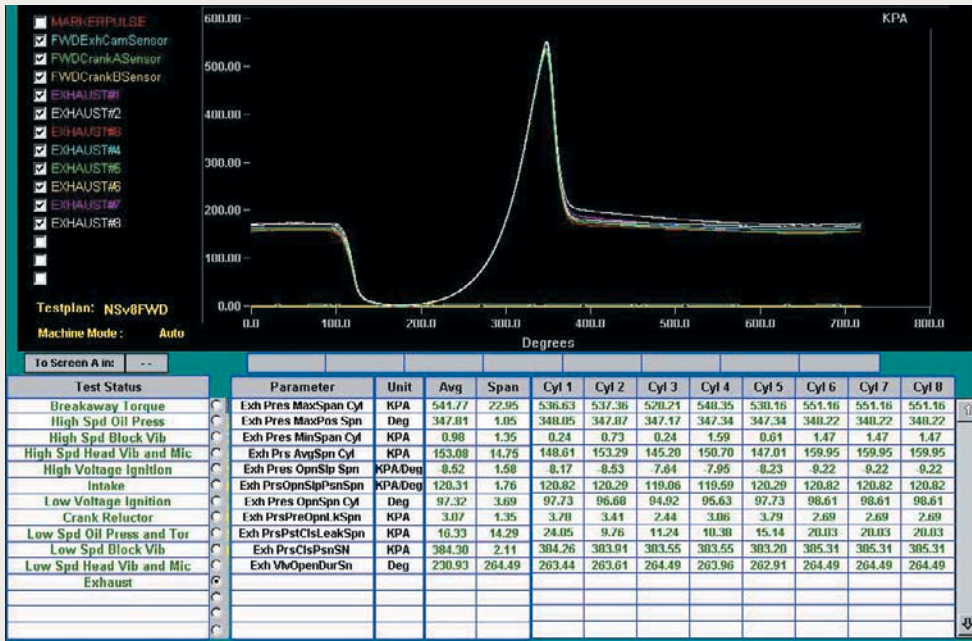 MARKERPULSE
FWDExhCamSensor
FWDCrankASensor
FWDCrankBSensor
EXHAUST#1
EXHAUST#2
EXHAUST#3
EXHAUST#4
EXHAUST#5
EXHAUST#6
EXHAUST#7
EXHAUST#8
Testplan: NSv8FWD
Machine Mode : Auto
KPA
600.00
500.00
400.00
300.00
200.00
100.00
0.00
0.0 100.0 200.0 300.0 400.0 500.0 600.0 700.0 800.0
Degrees
To Screen A in: --
Test Status
Breakaway Torque
High Spd Oil Press
High Spd Block Vib
High Spd Head Vib and Mic
High Voltage Ignition
Intake
Low Voltage Ignition
Crank Reluctor
Low Spd Oil Press and Tor
Low Spd Block Vib
Low Spd Head Vib and Mic
Exhaust
Parameter Unit Avg Span Cyl 1 Cyl 2 Cyl 3 Cyl 4 Cyl 5 Cyl 6 Cyl 7 Cyl 8
Exh Pres MaxSpan Cyl KPA 541.77 22.95 536.63 537.36 528.21 548.35 530.16 551.16 551.16 551.16
Exh Pres MaxPos Spn Deg 347.81 1.05 348.05 347.87 347.17 347.34 347.34 348.22 348.22 348.22
Exh Pres MinSpan Cyl KPA 0.98 1.35 0.24 0.73 0.24 1.59 0.61 1.47 1.47 1.47
Exh Prs AvgSpn Cyl KPA 153.08 14.75 148.61 153.29 145.20 150.70 147.01 159.95 159.95 159.95
Exh Pres OpnSlp Spn KPA/Deg -8.52 1.58 -8.17 -8.53 -7.64 -7.95 -8.23 -9.22 -9.22 -9.22
Exh PrsOpnSlpPsnSpn KPA/Deg 120.31 1.76 120.82 120.29 119.06 119.59 120.29 120.82 120.82 120.82
Exh Pres OpnSpn Cyl Deg 97.32 3.69 97.73 96.68 94.92 95.63 97.73 98.61 98.61 98.61
Exh PrsPreOpnLkSpn KPA 3.07 1.35 3.78 3.41 2.44 3.06 3.79 2.69 2.69 2.69
Exh PrsPstClsLeakSpn KPA 16.33 14.29 24.05 9.76 11.24 10.38 15.14 20.03 20.03 20.03
Exh PrsClsPsnSN KPA 384.30 2.11 384.26 383.91 383.55 383.55 383.20 385.31 385.31 385.31
Exh VlvOpenDurSn Deg 230.93 264.49 263.44 263.61 264.49 263.96 262.91 264.49 264.49 264.49